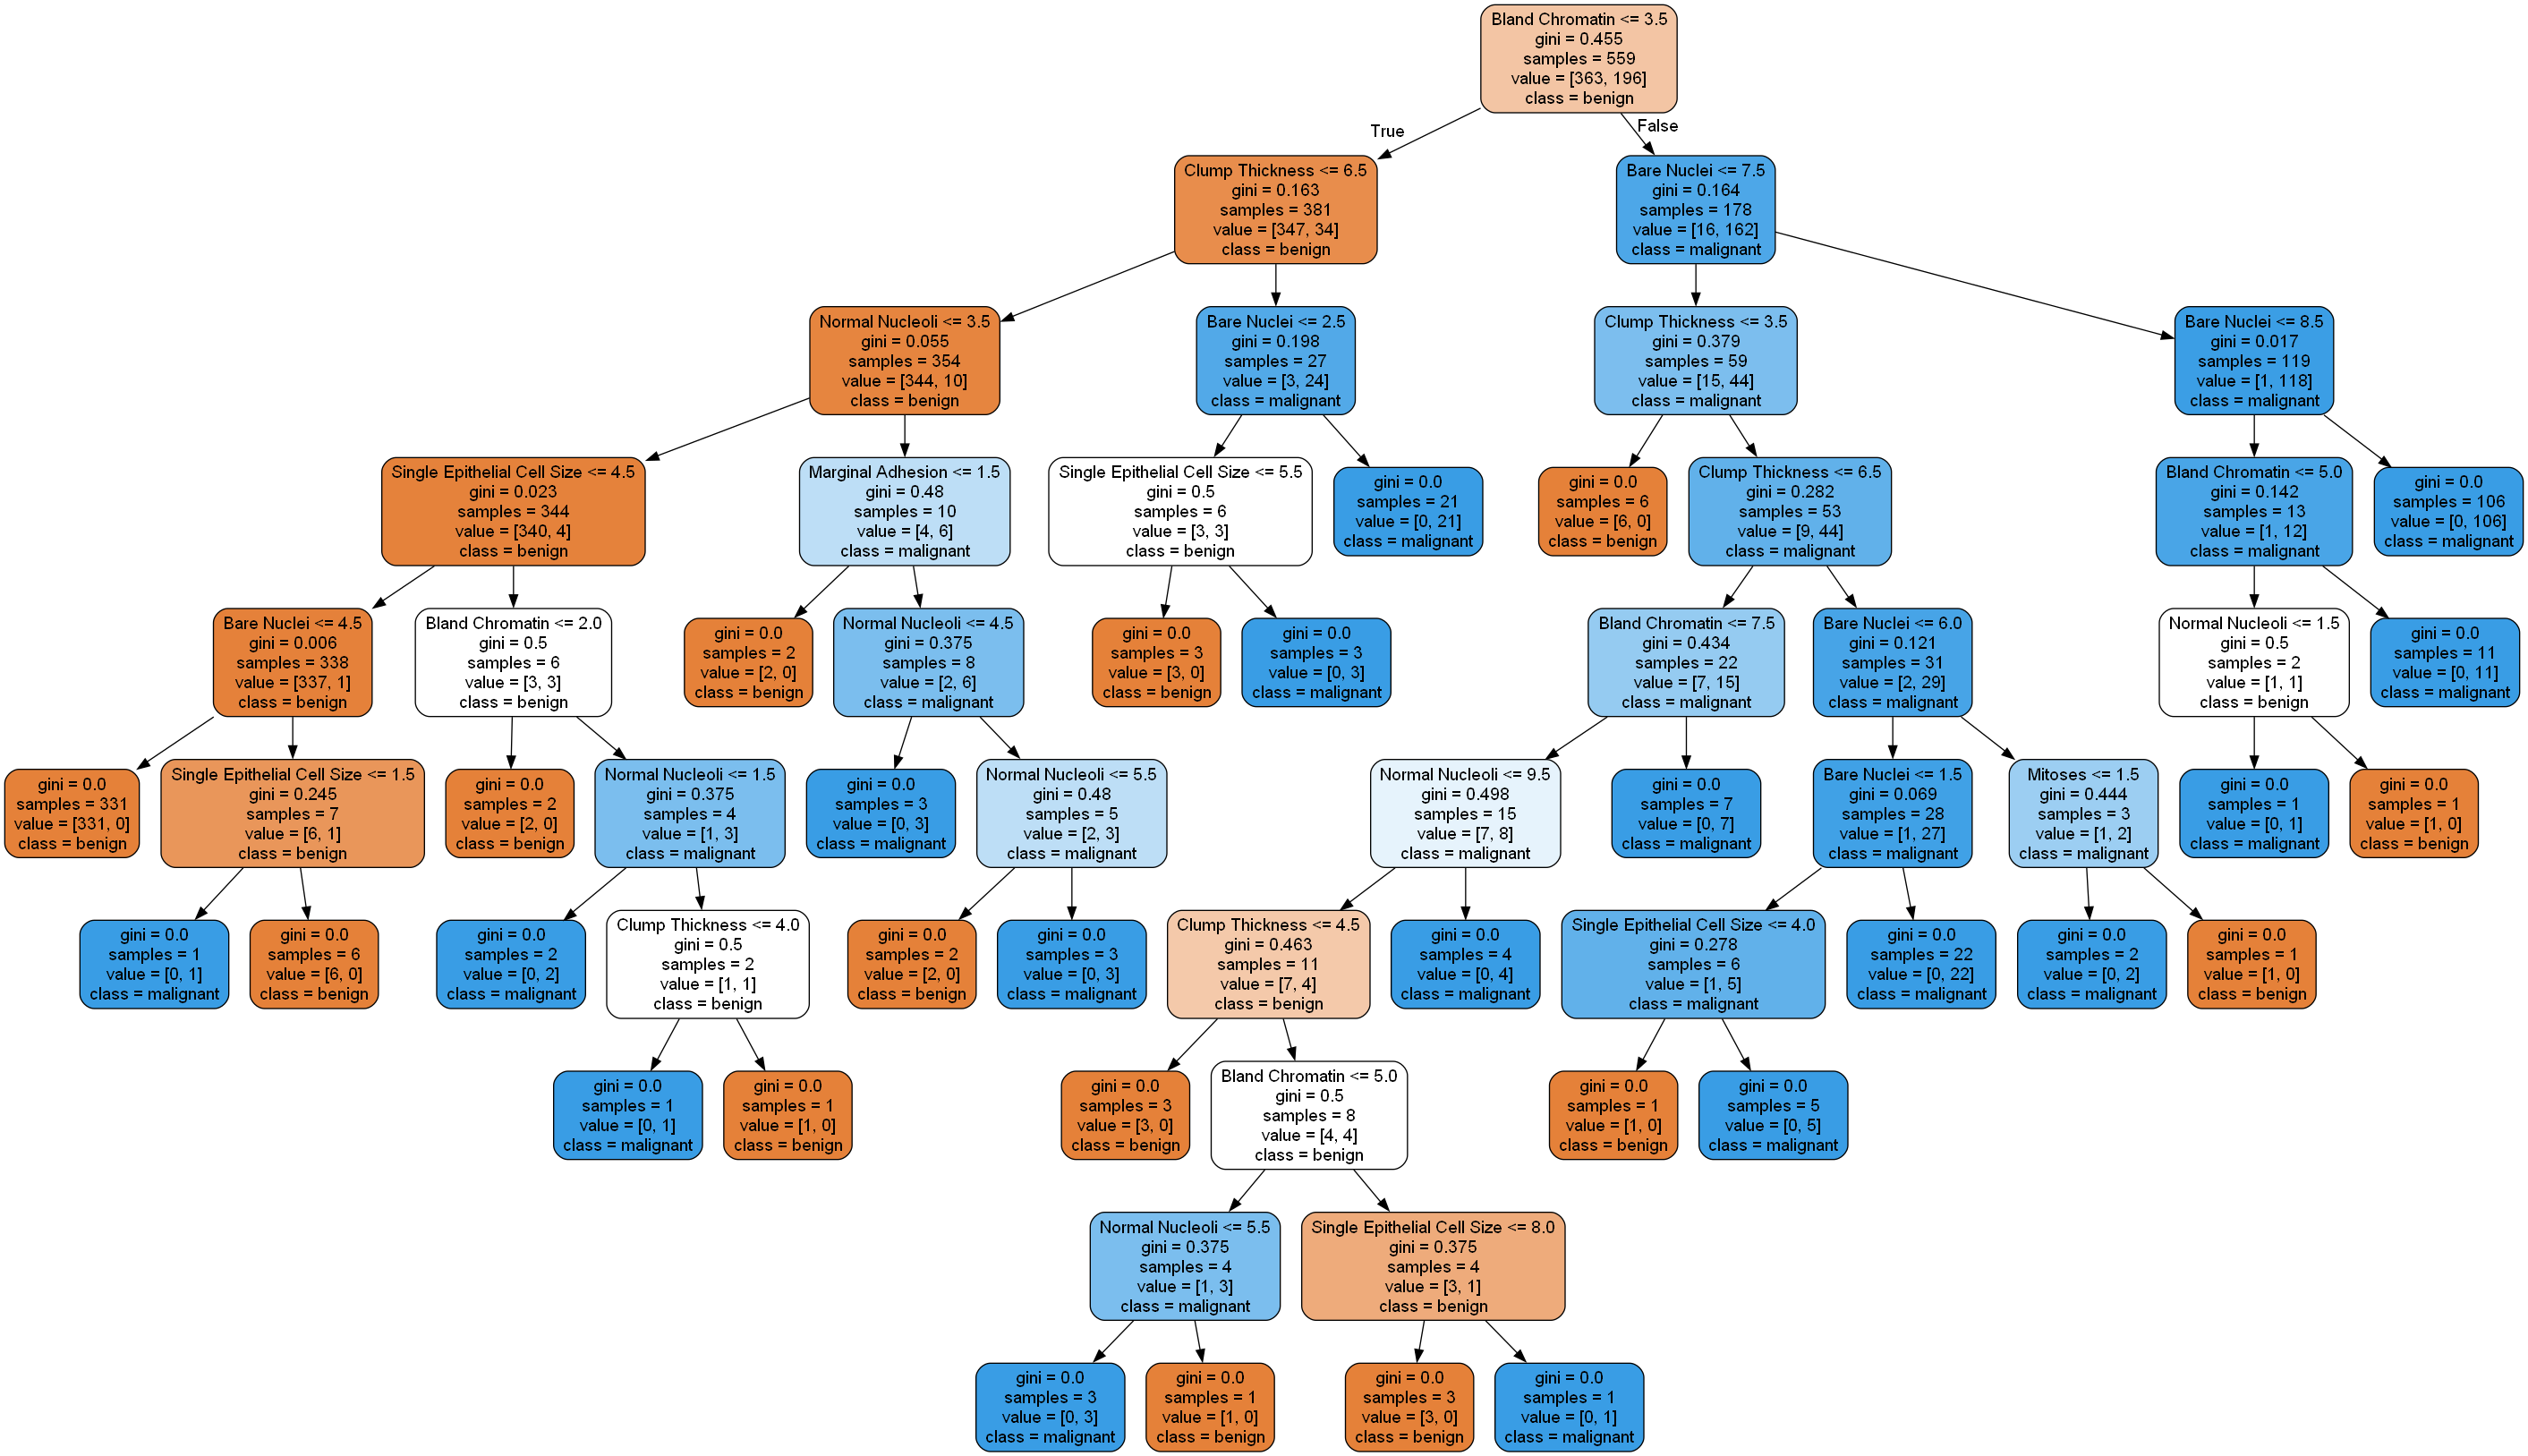 Bland Chromatin <= 3.5
gini = 0.455
samples = 559
value = [363, 196]
class = benign
True
False
Clump Thickness <= 6.5
gini = 0.163
samples = 381
value = [347, 34]
class = benign
Bare Nuclei <= 7.5
gini = 0.164
samples = 178
value = [16, 162]
class = malignant
Normal Nucleoli <= 3.5
gini = 0.055
samples = 354
value = [344, 10]
class = benign
Bare Nuclei <= 2.5
gini = 0.198
samples = 27
value = [3, 24]
class = malignant
Clump Thickness <= 3.5
gini = 0.379
samples = 59
value = [15, 44]
class = malignant
Bare Nuclei <= 8.5
gini = 0.017
samples = 119
value = [1, 118]
class = malignant
Single Epithelial Cell Size <= 4.5
gini = 0.023
samples = 344
value = [340, 4]
class = benign
Marginal Adhesion <= 1.5
gini = 0.48
samples = 10
value = [4, 6]
class = malignant
Single Epithelial Cell Size <= 5.5
gini = 0.5
samples = 6
value = [3, 3]
class = benign
gini = 0.0
samples = 21
value = [0, 21]
class = malignant
gini = 0.0
samples = 6
value = [6, 0]
class = benign
Clump Thickness <= 6.5
gini = 0.282
samples = 53
value = [9, 44]
class = malignant
Bland Chromatin <= 5.0
gini = 0.142
samples = 13
value = [1, 12]
class = malignant
gini = 0.0
samples = 106
value = [0, 106]
class = malignant
Bare Nuclei <= 4.5
gini = 0.006
samples = 338
value = [337, 1]
class = benign
Bland Chromatin <= 2.0
gini = 0.5
samples = 6
value = [3, 3]
class = benign
gini = 0.0
samples = 2
value = [2, 0]
class = benign
Normal Nucleoli <= 4.5
gini = 0.375
samples = 8
value = [2, 6]
class = malignant
gini = 0.0
samples = 3
value = [3, 0]
class = benign
gini = 0.0
samples = 3
value = [0, 3]
class = malignant
Bland Chromatin <= 7.5
gini = 0.434
samples = 22
value = [7, 15]
class = malignant
Bare Nuclei <= 6.0
gini = 0.121
samples = 31
value = [2, 29]
class = malignant
Normal Nucleoli <= 1.5
gini = 0.5
samples = 2
value = [1, 1]
class = benign
gini = 0.0
samples = 11
value = [0, 11]
class = malignant
gini = 0.0
samples = 331
value = [331, 0]
class = benign
Single Epithelial Cell Size <= 1.5
gini = 0.245
samples = 7
value = [6, 1]
class = benign
gini = 0.0
samples = 2
value = [2, 0]
class = benign
Normal Nucleoli <= 1.5
gini = 0.375
samples = 4
value = [1, 3]
class = malignant
gini = 0.0
samples = 3
value = [0, 3]
class = malignant
Normal Nucleoli <= 5.5
gini = 0.48
samples = 5
value = [2, 3]
class = malignant
Normal Nucleoli <= 9.5
gini = 0.498
samples = 15
value = [7, 8]
class = malignant
gini = 0.0
samples = 7
value = [0, 7]
class = malignant
Bare Nuclei <= 1.5
gini = 0.069
samples = 28
value = [1, 27]
class = malignant
Mitoses <= 1.5
gini = 0.444
samples = 3
value = [1, 2]
class = malignant
gini = 0.0
samples = 1
value = [0, 1]
class = malignant
gini = 0.0
samples = 1
value = [1, 0]
class = benign
gini = 0.0
samples = 1
value = [0, 1]
class = malignant
gini = 0.0
samples = 6
value = [6, 0]
class = benign
gini = 0.0
samples = 2
value = [0, 2]
class = malignant
Clump Thickness <= 4.0
gini = 0.5
samples = 2
value = [1, 1]
class = benign
gini = 0.0
samples = 2
value = [2, 0]
class = benign
gini = 0.0
samples = 3
value = [0, 3]
class = malignant
Clump Thickness <= 4.5
gini = 0.463
samples = 11
value = [7, 4]
class = benign
gini = 0.0
samples = 4
value = [0, 4]
class = malignant
Single Epithelial Cell Size <= 4.0
gini = 0.278
samples = 6
value = [1, 5]
class = malignant
gini = 0.0
samples = 22
value = [0, 22]
class = malignant
gini = 0.0
samples = 2
value = [0, 2]
class = malignant
gini = 0.0
samples = 1
value = [1, 0]
class = benign
gini = 0.0
samples = 1
value = [0, 1]
class = malignant
gini = 0.0
samples = 1
value = [1, 0]
class = benign
gini = 0.0
samples = 3
value = [3, 0]
class = benign
Bland Chromatin <= 5.0
gini = 0.5
samples = 8
value = [4, 4]
class = benign
gini = 0.0
samples = 1
value = [1, 0]
class = benign
gini = 0.0
samples = 5
value = [0, 5]
class = malignant
Normal Nucleoli <= 5.5
gini = 0.375
samples = 4
value = [1, 3]
class = malignant
Single Epithelial Cell Size <= 8.0
gini = 0.375
samples = 4
value = [3, 1]
class = benign
gini = 0.0
samples = 3
value = [0, 3]
class = malignant
gini = 0.0
samples = 1
value = [1, 0]
class = benign
gini = 0.0
samples = 3
value = [3, 0]
class = benign
gini = 0.0
samples = 1
value = [0, 1]
class = malignant